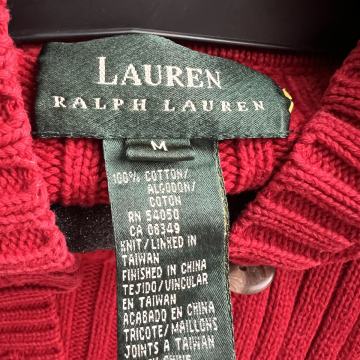 LAUREN
RALPH LAUREN
M
100% COTTON/
ALGODON/
COTON
RN 54050
CA 08349
KNIT/LINKED IN
TAIWAN
FINISHED IN CHINA
TEJIDO/VINCULAR
EN TAIWAN
ACABADO EN CHINA
TRICOTE/MAILLONS
JOINTS A TAIWAN